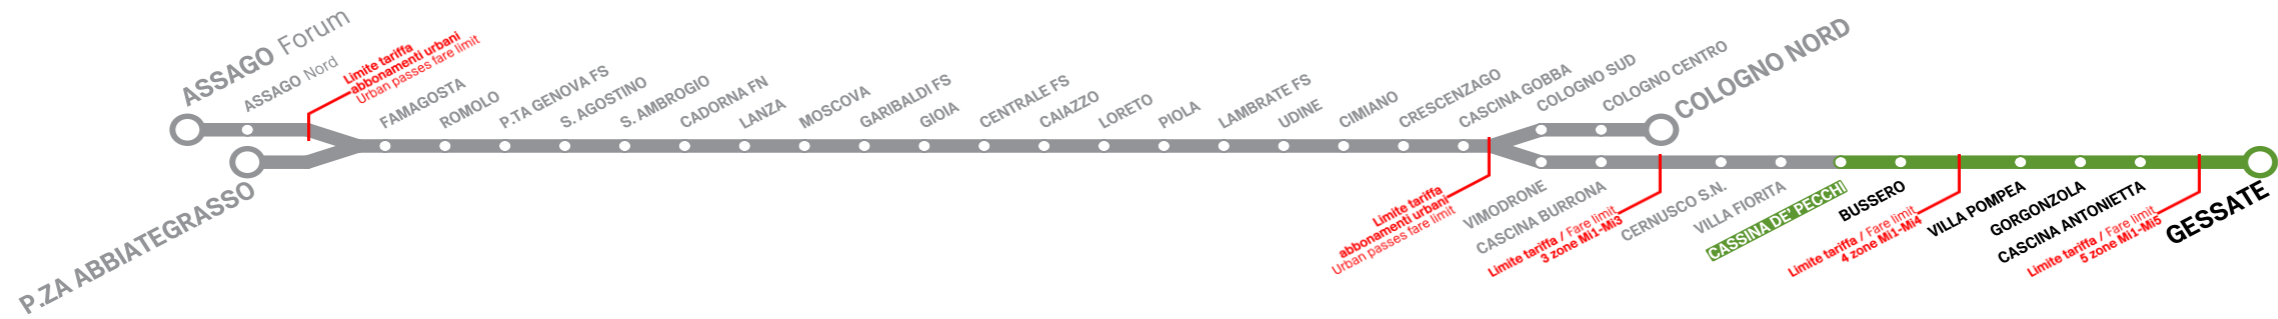 ASSAGO Forum
ASSAGO Nord
Limite tariffa
abbonamenti urbani
Urban passes fare limit
P.ZA ABBIATEGRASSO
FAMAGOSTA
ROMOLO
P.TA GENOVA FS
S. AGOSTINO
S. AMBROGIO
CADORNA FN
LANZA
MOSCOVA
GARIBALDI FS
GIOIA
CENTRALE FS
CAIAZZO
LORETO
PIOLA
LAMBRATE FS
UDINE
CIMIANO
CRESCENZAGO
CASCINA GOBBA
COLOGNO SUD
COLOGNO CENTRO
COLOGNO NORD
Limite tariffa
abbonamenti urbani
Urban passes fare limit
VIMODRONE
CASCINA BURRONA
Limite tariffa / Fare limit
3 zone Mi1-Mi3
CERNUSCO S.N.
VILLA FIORITA
CASSINA DE' PECCHI
BUSSERO
Limite tariffa / Fare limit
4 zone Mi1-Mi4
VILLA POMPEA
GORGONZOLA
CASCINA ANTONIETTA
Limite tariffa / Fare limit
5 zone Mi1-Mi5
GESSATE